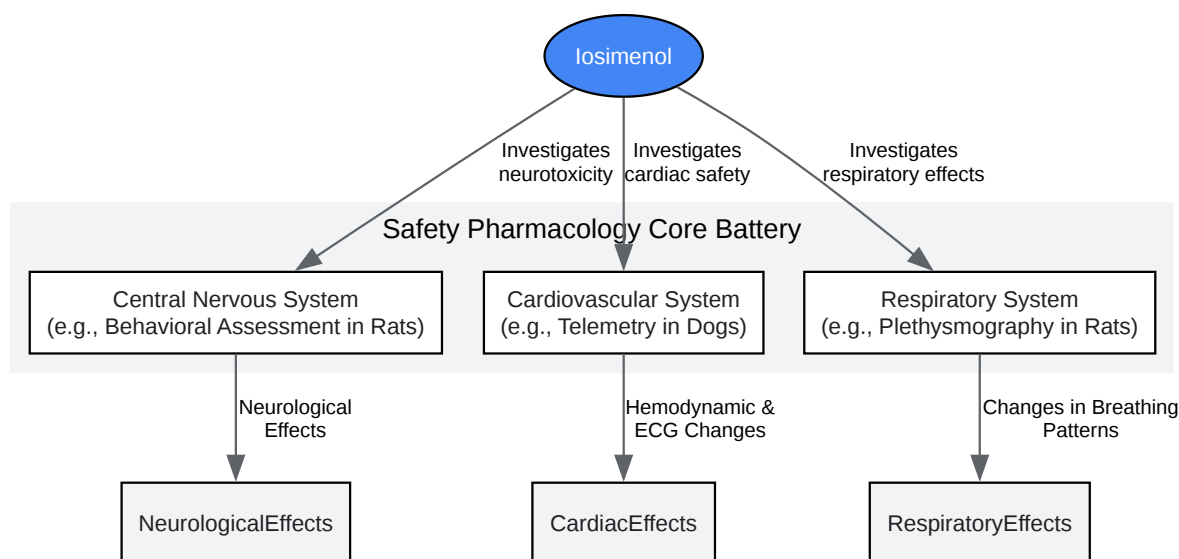 Iosimenol
Investigates
neurotoxicity
Investigates
cardiac safety
Investigates
respiratory effects
Safety Pharmacology Core Battery
Central Nervous System
(e.g., Behavioral Assessment in Rats)
Cardiovascular System
(e.g., Telemetry in Dogs)
Respiratory System
(e.g., Plethysmography in Rats)
Neurological
Effects
Hemodynamic &
ECG Changes
Changes in Breathing
Patterns
NeurologicalEffects
CardiacEffects
RespiratoryEffects